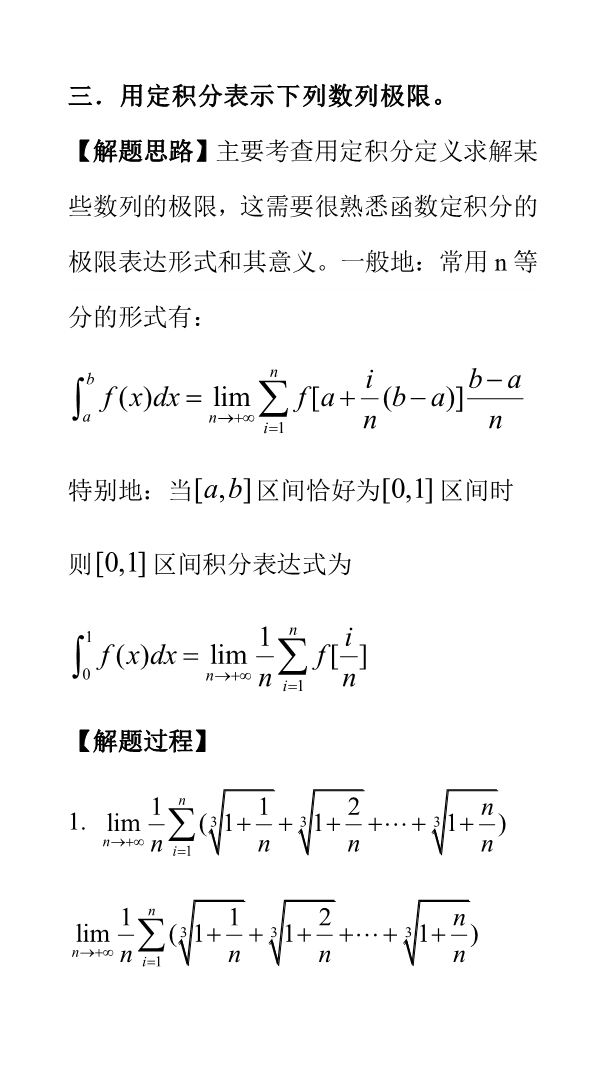 三．用定积分表示下列数列极限。
【解题思路】主要考查用定积分定义求解某
些数列的极限，这需要很熟悉函数定积分的
极限表达形式和其意义。一般地：常用 n 等
分的形式有：
$\int_a^b f(x)dx = \lim_{n\to+\infty} \sum_{i=1}^{n} f[a+\frac{i}{n}(b-a)]\frac{b-a}{n}$
特别地：当$[a,b]$区间恰好为$[0,1]$区间时
则$[0,1]$区间积分表达式为
$\int_0^1 f(x)dx = \lim_{n\to+\infty} \frac{1}{n}\sum_{i=1}^{n} f[\frac{i}{n}]$
【解题过程】
1. $\lim_{n\to+\infty} \frac{1}{n}\sum_{i=1}^{n} (\sqrt[3]{1+\frac{1}{n}}+\sqrt[3]{1+\frac{2}{n}}+\cdots+\sqrt[3]{1+\frac{n}{n}})$
$\lim_{n\to+\infty} \frac{1}{n}\sum_{i=1}^{n} (\sqrt[3]{1+\frac{1}{n}}+\sqrt[3]{1+\frac{2}{n}}+\cdots+\sqrt[3]{1+\frac{n}{n}})$